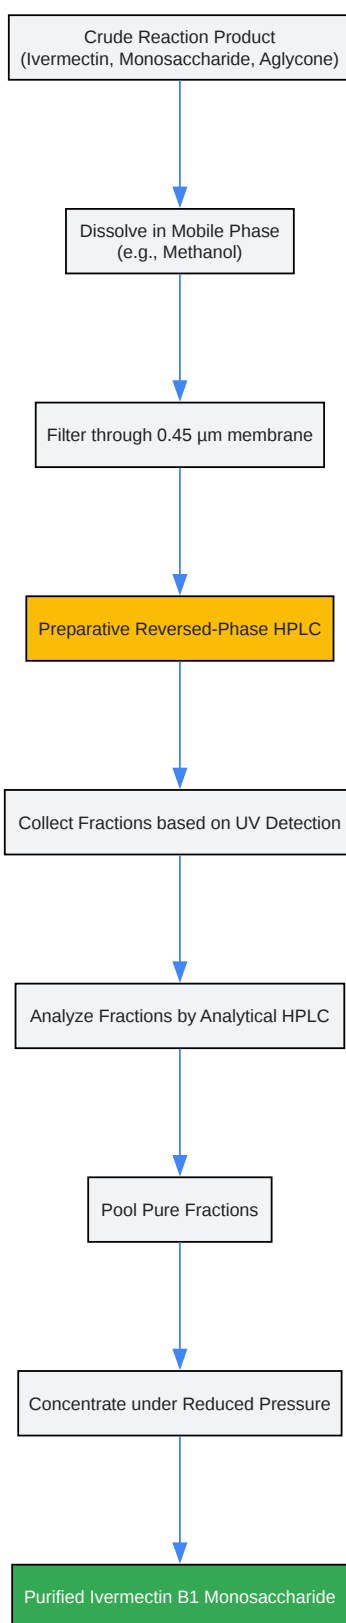 Crude Reaction Product
(Ivermectin, Monosaccharide, Aglycone)
Dissolve in Mobile Phase
(e.g., Methanol)
Filter through 0.45 µm membrane
Preparative Reversed-Phase HPLC
Collect Fractions based on UV Detection
Analyze Fractions by Analytical HPLC
Pool Pure Fractions
Concentrate under Reduced Pressure
Purified Ivermectin B1 Monosaccharide